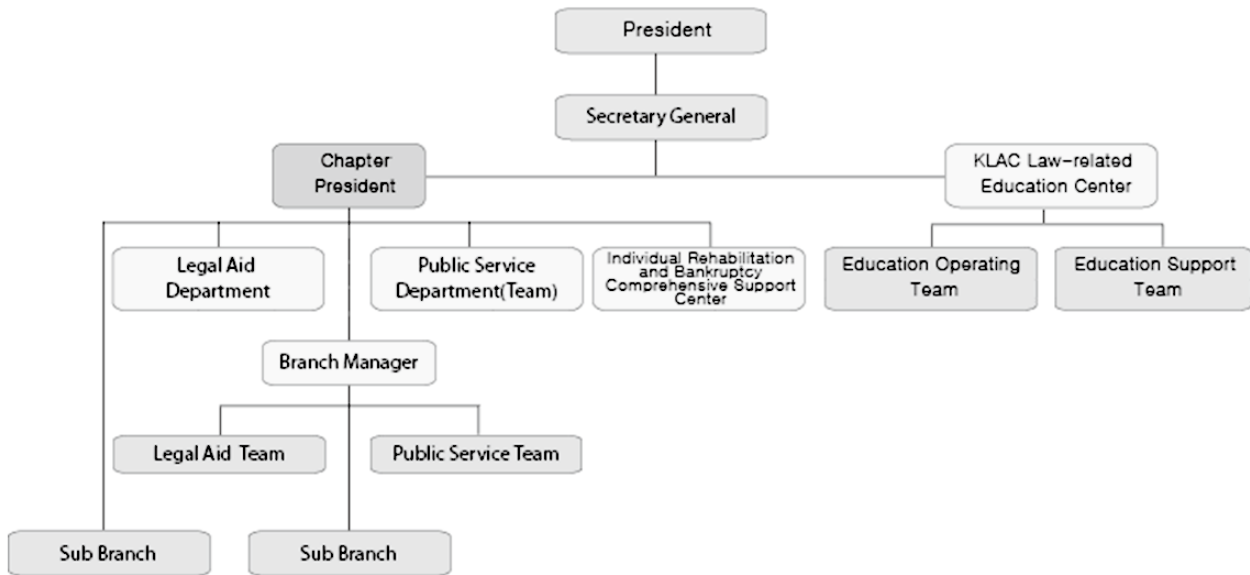 President
Secretary General
Chapter
President
KLAC Law-related
Education Center
Legal Aid
Department
Public Service
Department(Team)
Individual Rehabilitation
and Bankruptcy
Comprehensive Support
Center
Education Operating
Team
Education Support
Team
Branch Manager
Legal Aid Team
Public Service Team
Sub Branch
Sub Branch